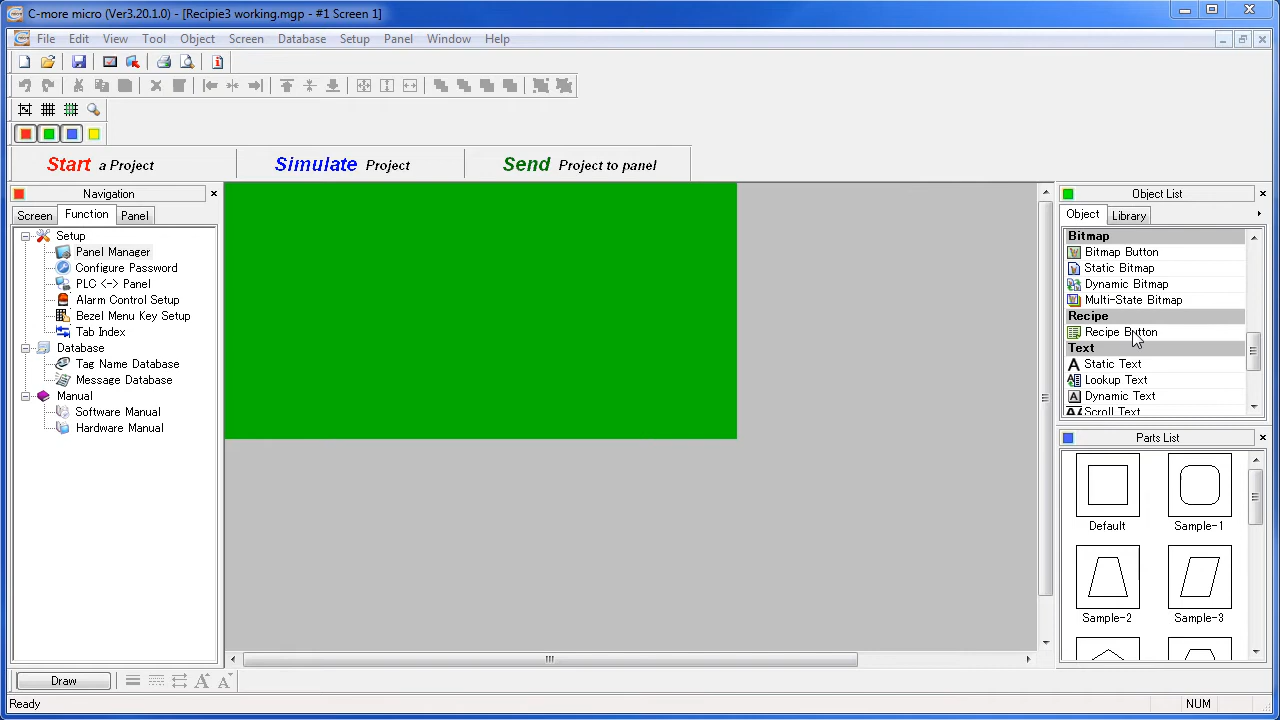 C-more micro (Ver3.20.1.0) - [Recipie3 working.mgp - #1 Screen 1]
File Edit View Tool Object Screen Database Setup Panel Window Help
Start a Project Simulate Project Send Project to panel
Navigation
Screen Function Panel
Setup
Panel Manager
Configure Password
PLC <-> Panel
Alarm Control Setup
Bezel Menu Key Setup
Tab Index
Database
Tag Name Database
Message Database
Manual
Software Manual
Hardware Manual
Object List
Object Library
Bitmap
Bitmap Button
Static Bitmap
Dynamic Bitmap
Multi-State Bitmap
Recipe
Recipe Button
Text
Static Text
Lookup Text
Dynamic Text
Scroll Text
Parts List
Default Sample-1
Sample-2 Sample-3
Draw
Ready NUM